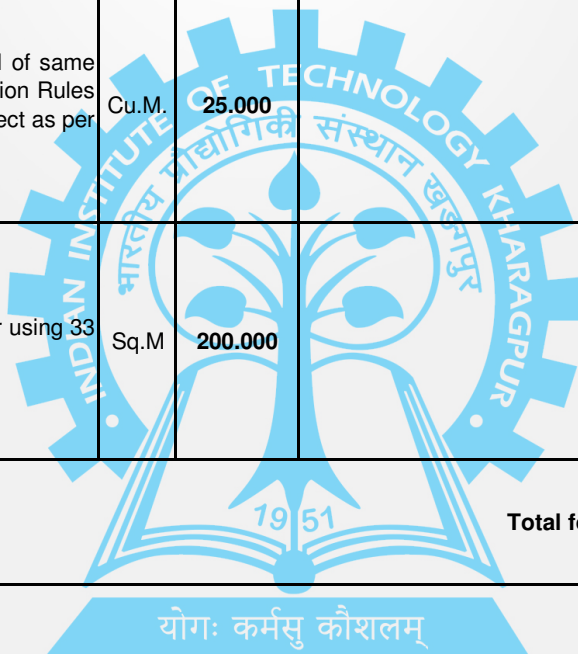 l of same
ion Rules
ect as per
Cu.M.
25.000
r using 33
Sq.M
200.000
Total f
INDIAN INSTITUTE OF TECHNOLOGY KHARAGPUR
भारतीय प्रौद्योगिकी संस्थान खड़गपुर
1951
योगः कर्मसु कौशलम्